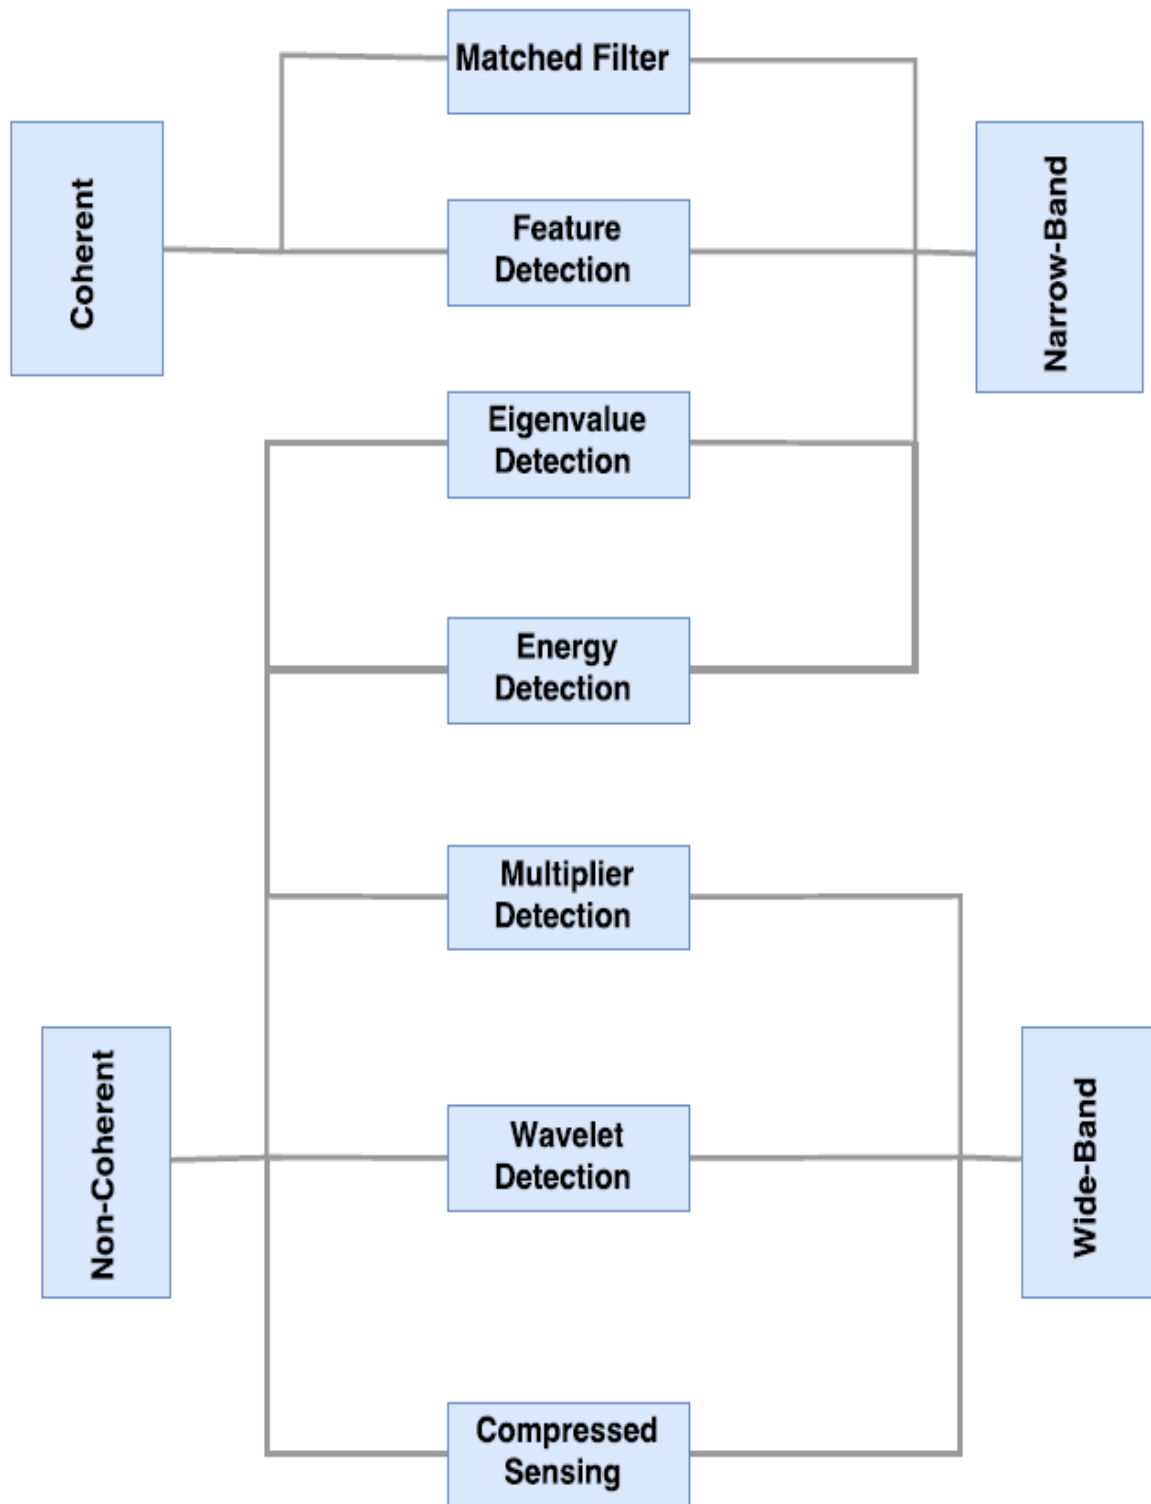 Matched Filter
Coherent
Feature
Detection
Narrow-Band
Eigenvalue
Detection
Energy
Detection
Multiplier
Detection
Non-Coherent
Wavelet
Detection
Wide-Band
Compressed
Sensing